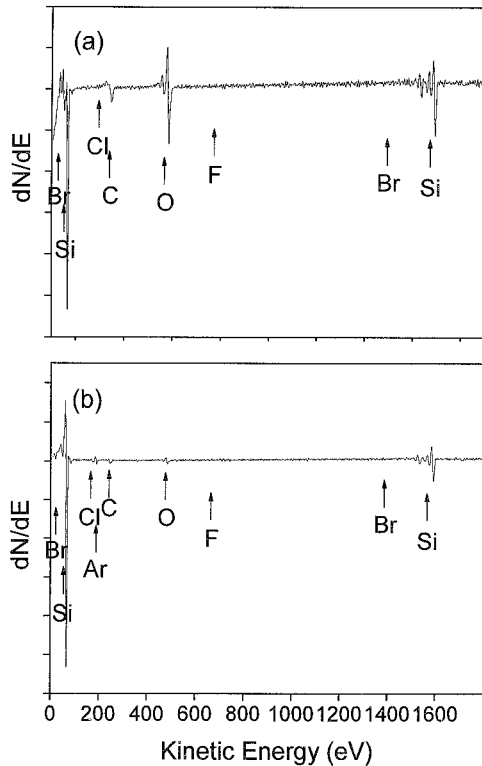 (a)
dN/dE
Cl
F
Br
Br
C
O
Si
Si
(b)
dN/dE
Cl
C
O
Br
Br
F
Si
Ar
Si
0 200 400 600 800 1000 1200 1400 1600
Kinetic Energy (eV)